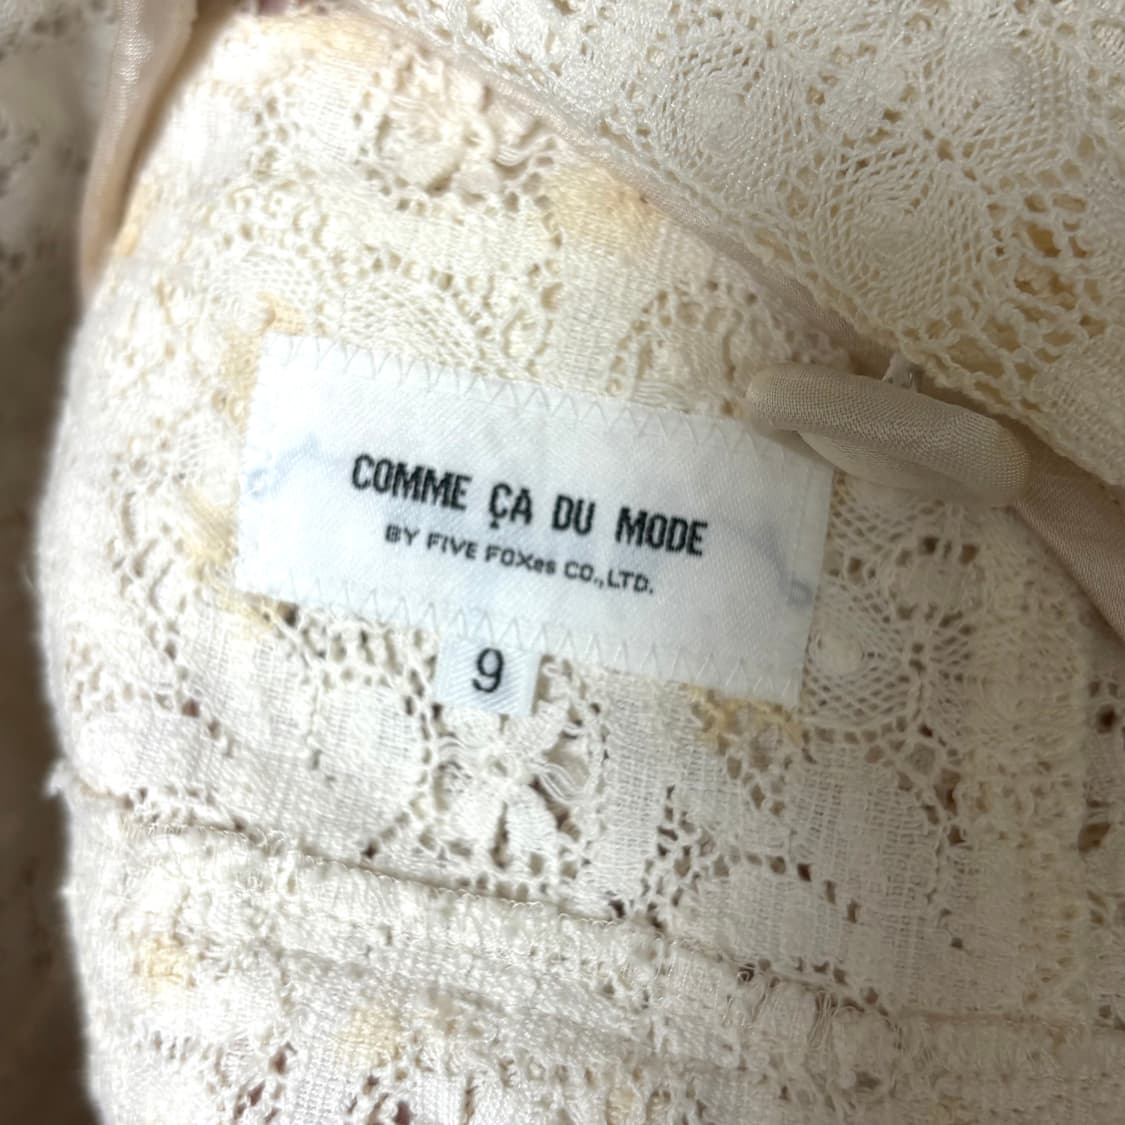 COMME ÇA DU MODE
BY FIVE FOXes CO.,LTD.
9